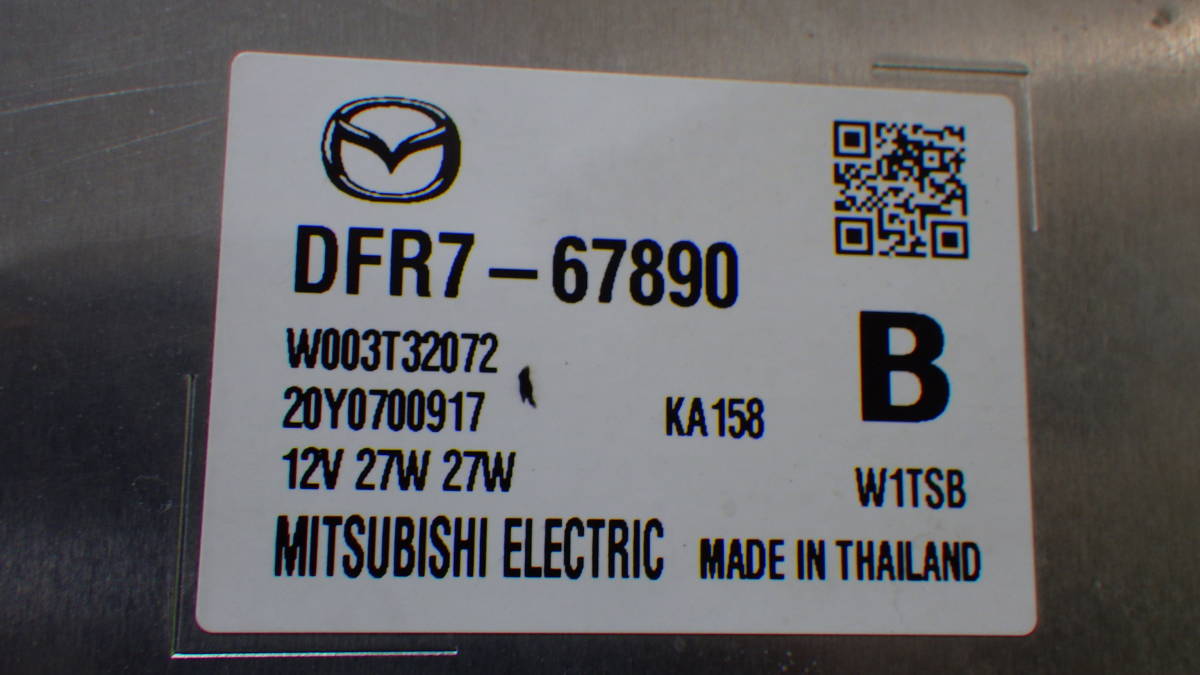 DFR7-67890
W003T32072
20Y0700917
KA158
B
12V 27W 27W
W1TSB
MITSUBISHI ELECTRIC
MADE IN THAILAND